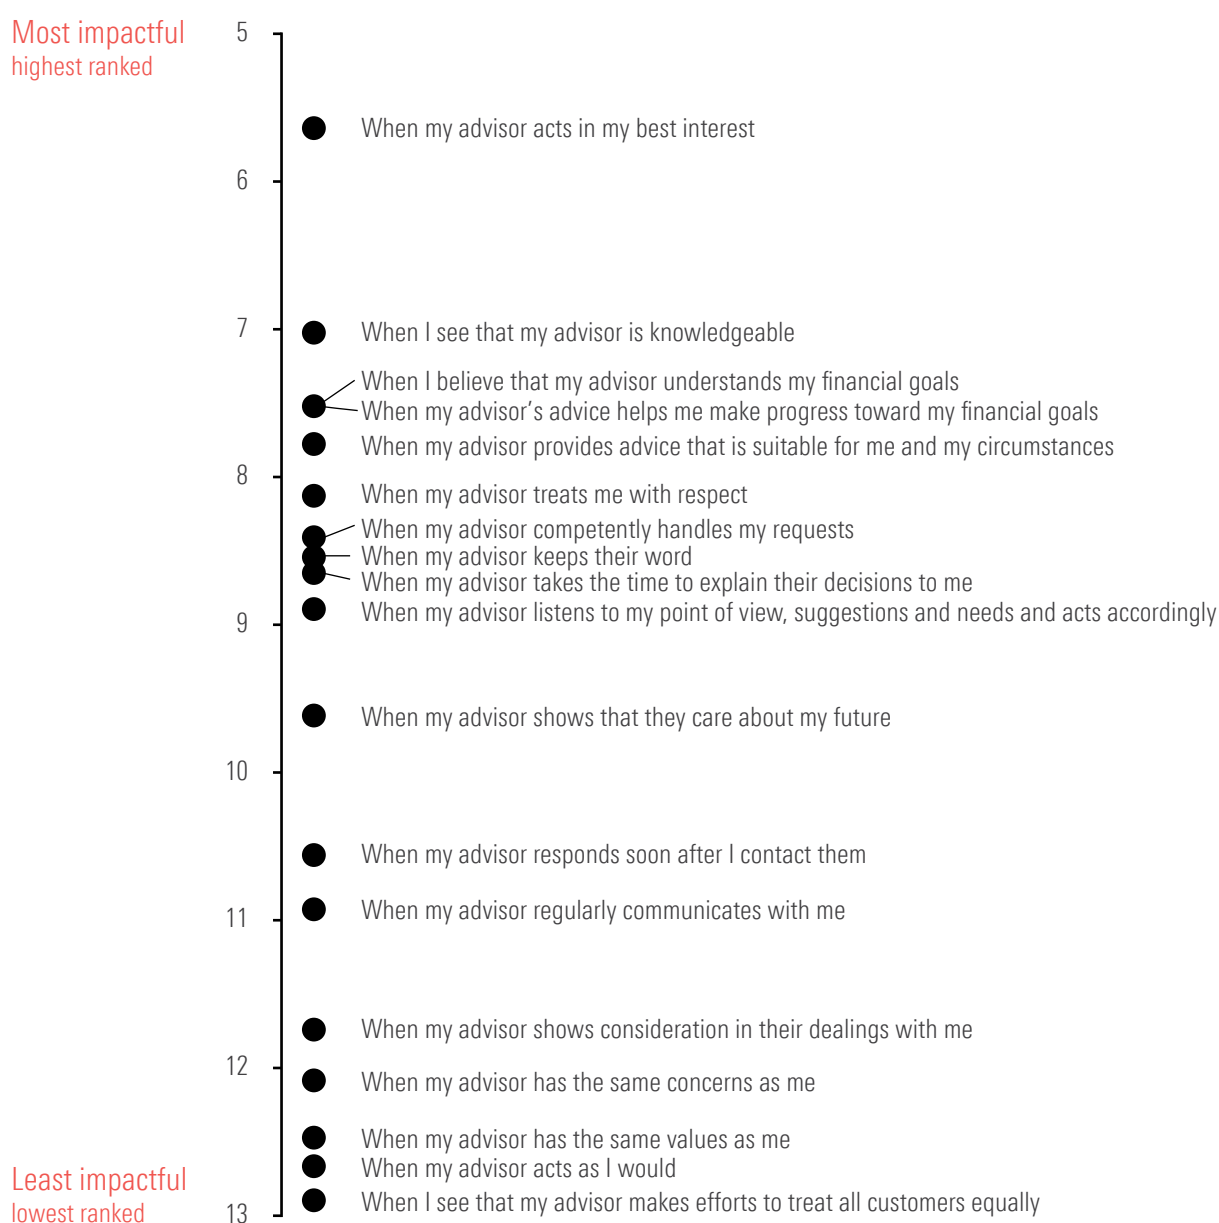 Most impactful
highest ranked
5
When my advisor acts in my best interest
6
7
When I see that my advisor is knowledgeable
When I believe that my advisor understands my financial goals
When my advisor's advice helps me make progress toward my financial goals
When my advisor provides advice that is suitable for me and my circumstances
8
When my advisor treats me with respect
When my advisor competently handles my requests
When my advisor keeps their word
When my advisor takes the time to explain their decisions to me
When my advisor listens to my point of view, suggestions and needs and acts accordingly
9
When my advisor shows that they care about my future
10
When my advisor responds soon after I contact them
When my advisor regularly communicates with me
11
When my advisor shows consideration in their dealings with me
12
When my advisor has the same concerns as me
When my advisor has the same values as me
When my advisor acts as I would
Least impactful
lowest ranked
When I see that my advisor makes efforts to treat all customers equally
13